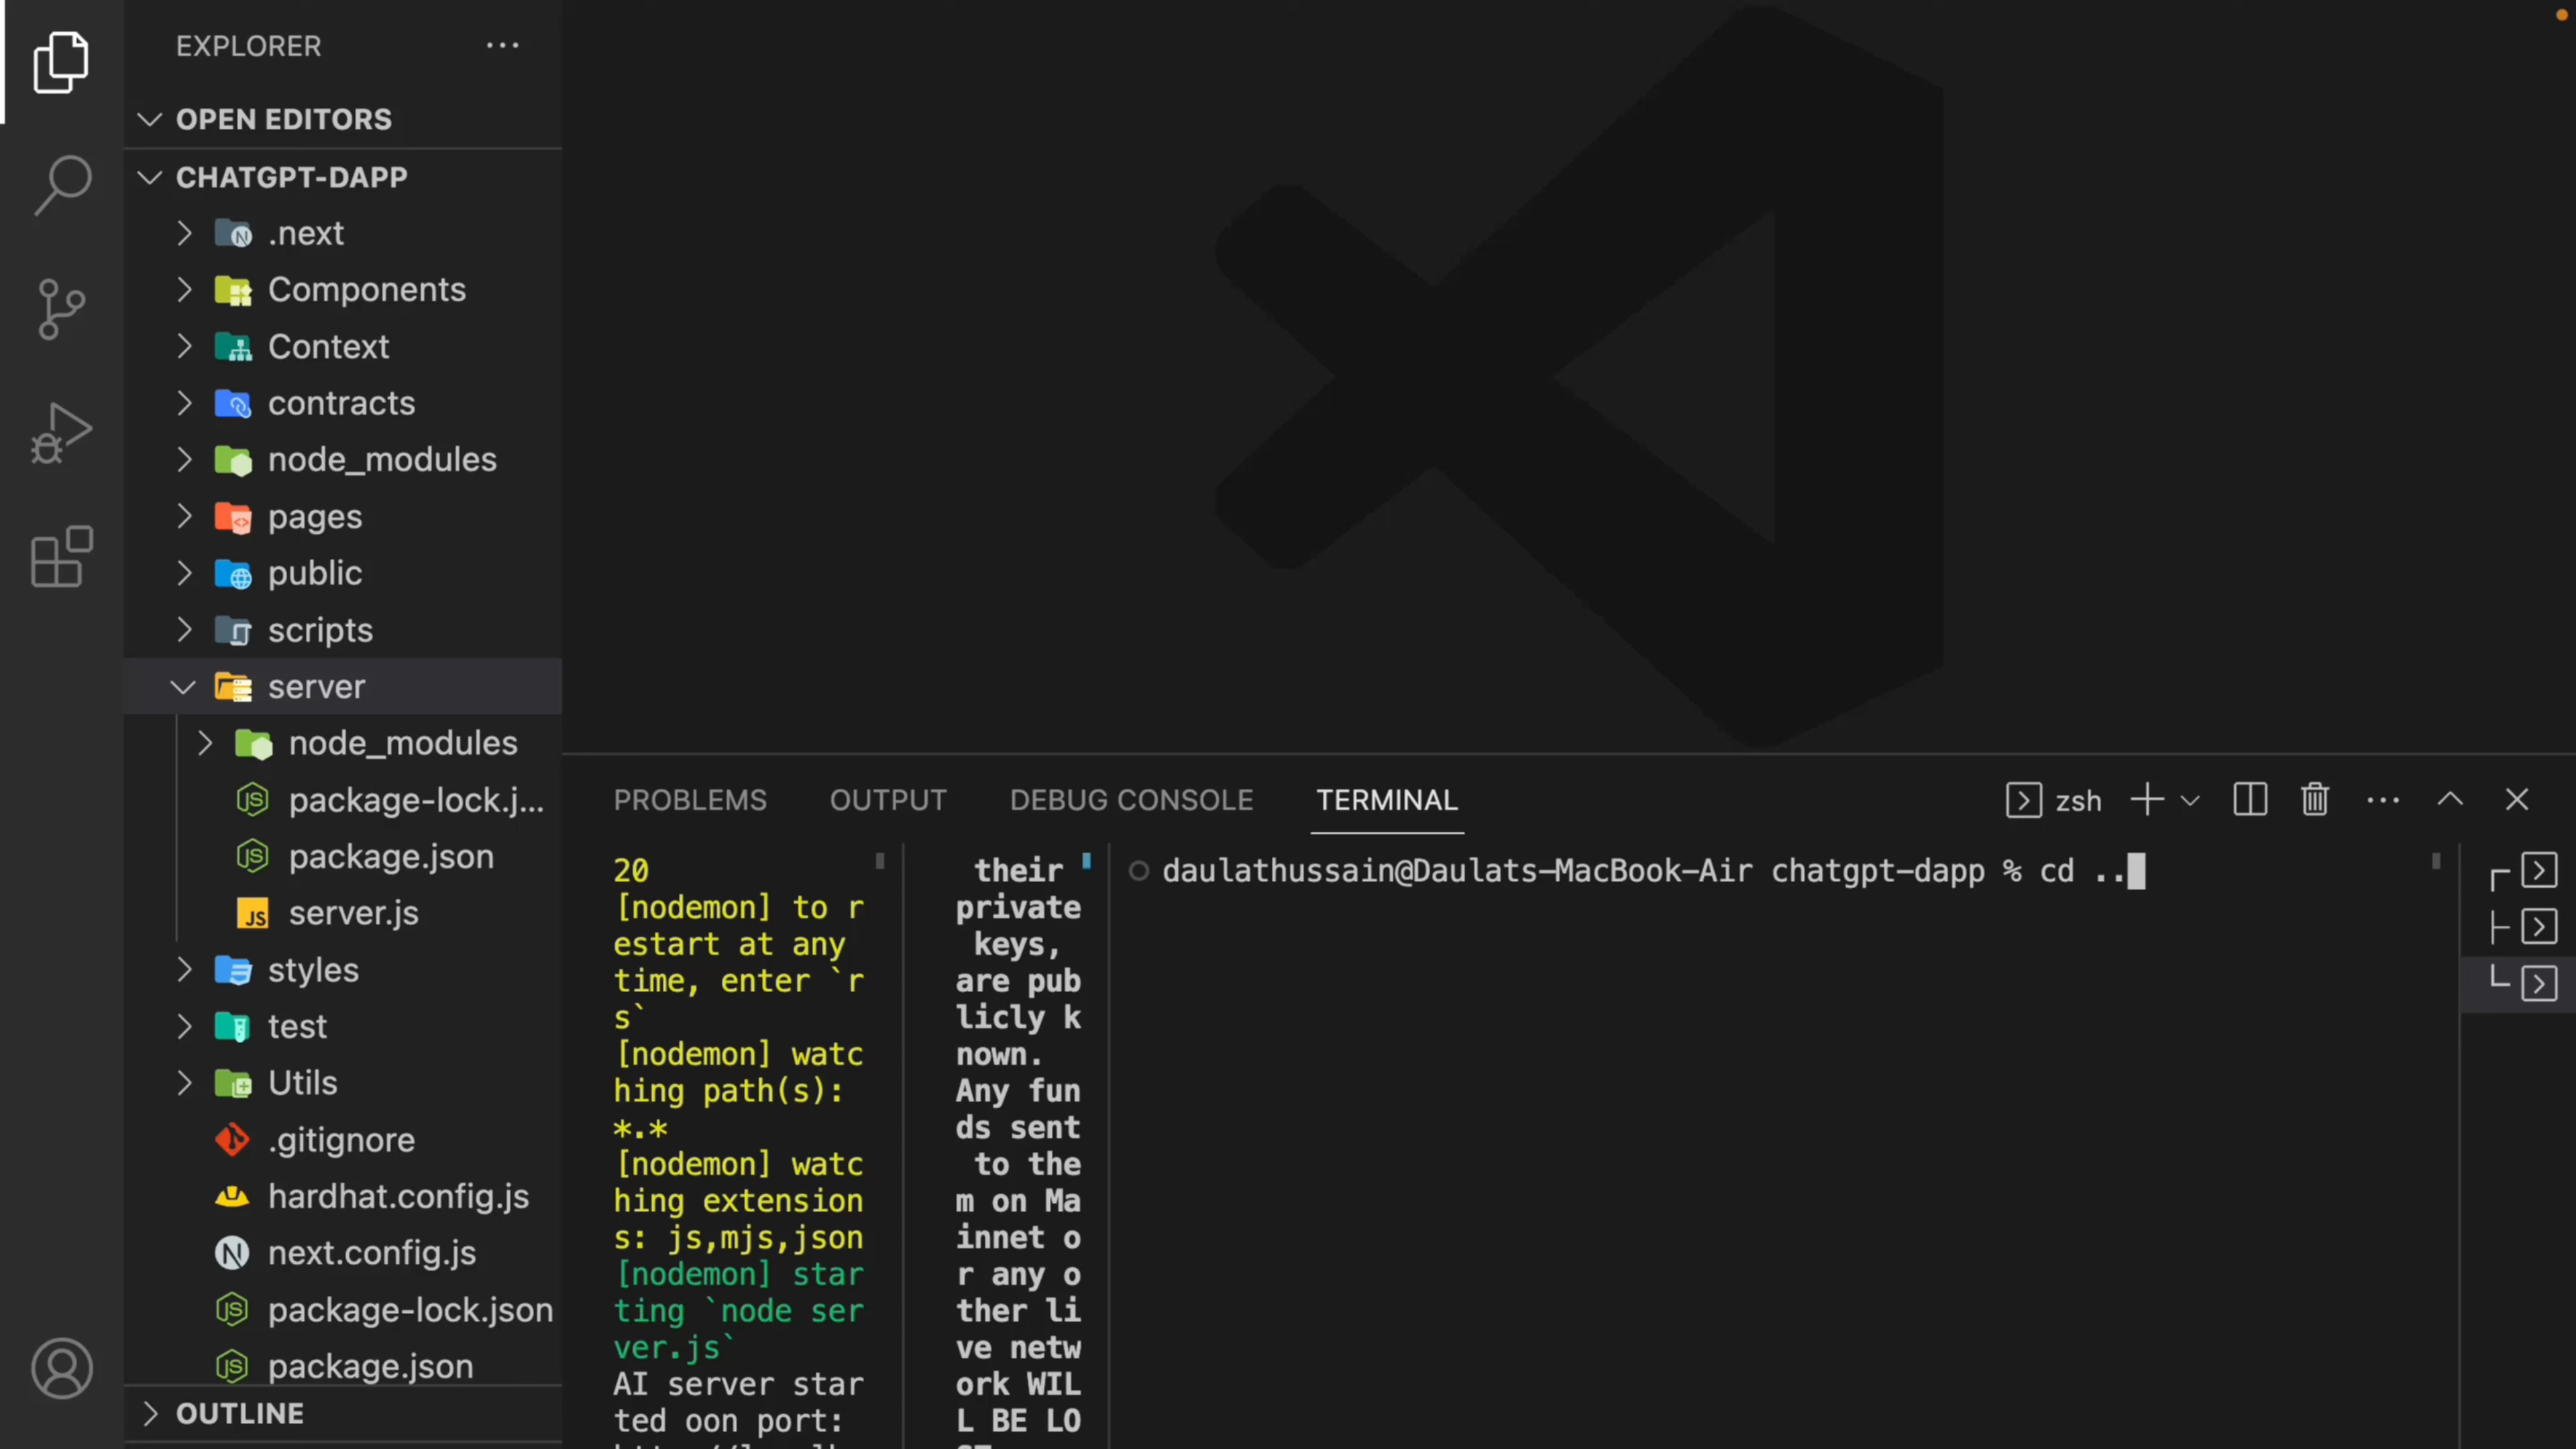 EXPLORER
OPEN EDITORS
CHATGPT-DAPP
.next
Components
Context
contracts
node_modules
pages
public
scripts
server
node_modules
package-lock.j...
package.json
server.js
styles
test
Utils
.gitignore
hardhat.config.js
next.config.js
package-lock.json
package.json
OUTLINE
PROBLEMS
OUTPUT
DEBUG CONSOLE
TERMINAL
zsh
20
[nodemon] to r
estart at any
time, enter `r
s`
[nodemon] watc
hing path(s):
*.*
[nodemon] watc
hing extension
s: js,mjs,json
[nodemon] star
ting `node ser
ver.js`
AI server star
ted oon port:
their
private
keys,
are pub
licly k
nown.
Any fun
ds sent
to the
m on Ma
innet o
r any o
ther li
ve netw
ork WIL
L BE LO
daulathussain@Daulats-MacBook-Air chatgpt-dapp % cd ..